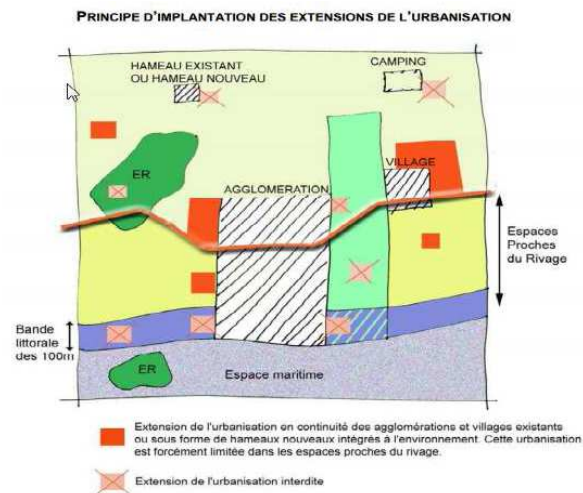 PRINCIPE D'IMPLANTATION DES EXTENSIONS DE L'URBANISATION
HAMEAU EXISTANT
OU HAMEAU NOUVEAU
CAMPING
ER
VILLAGE
AGGLOMERATION
Espaces
Proches
du Rivage
Bande
littorale
des 100m
ER
Espace maritime
Extension de l'urbanisation en continuité des agglomérations et villages existants
ou sous forme de hameaux nouveaux intégrés à l'environnement. Cette urbanisation
est forcément limitée dans les espaces proches du rivage.
Extension de l'urbanisation interdite